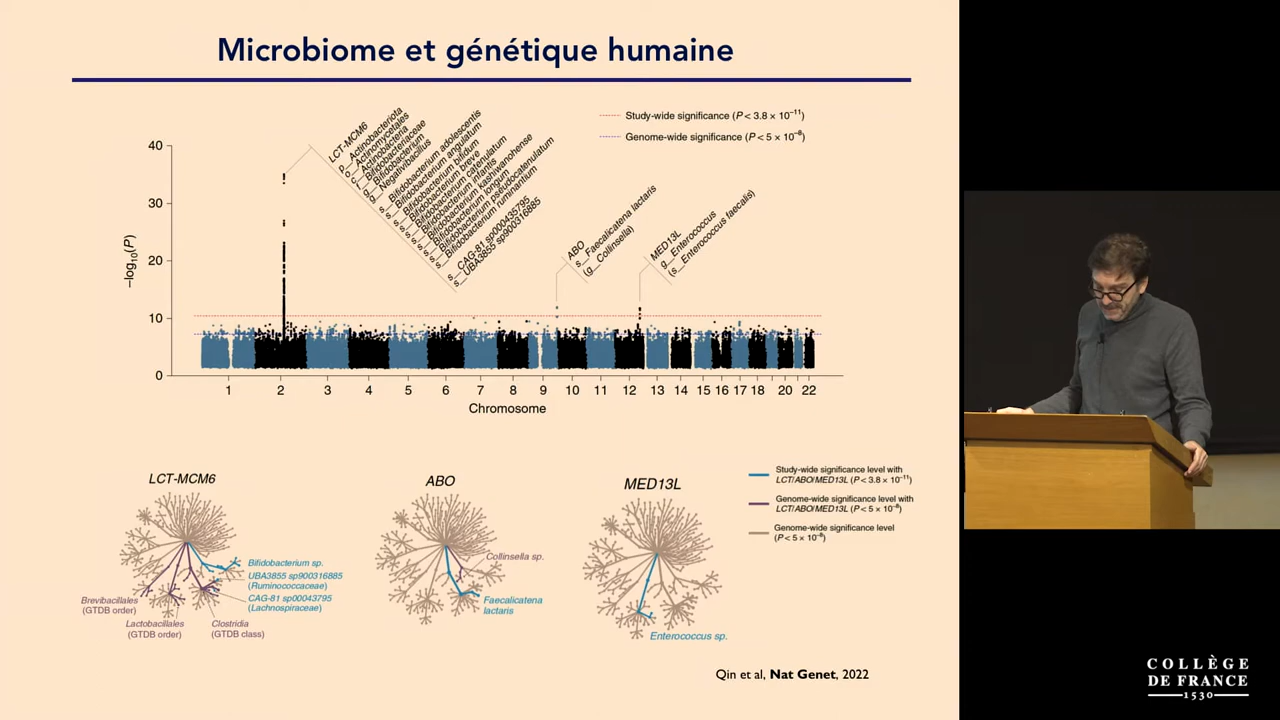 Microbiome et génétique humaine
LCT-MCM6
p__Actinobacteriota
o__Actinomycetales
c__Actinobacteria
f__Bifidobacteriaceae
g__Bifidobacterium
g__Negativibacillus
s__Bifidobacterium adolescentis
s__Bifidobacterium angulatum
s__Bifidobacterium bifidum
s__Bifidobacterium breve
s__Bifidobacterium catenulatum
s__Bifidobacterium infantis
s__Bifidobacterium kashiwanohense
s__Bifidobacterium longum
s__Bifidobacterium pseudocatenulatum
s__Bifidobacterium ruminantium
s__CAG-81 sp000435795
s__UBA3855 sp900316885
ABO
s__Faecalicatena lactaris
(g__Collinsella)
MED13L
g__Enterococcus
(s__Enterococcus faecalis)
Study-wide significance (P < 3.8 × 10⁻¹¹)
Genome-wide significance (P < 5 × 10⁻⁸)
–log₁₀(P)
40
30
20
10
0
1 2 3 4 5 6 7 8 9 10 11 12 13 14 15 16 17 18 20 22
Chromosome
LCT-MCM6
Bifidobacterium sp.
UBA3855 sp900316885
(Ruminococcaceae)
CAG-81 sp00043795
(Lachnospiraceae)
Brevibacillales
(GTDB order)
Lactobacillales
(GTDB order)
Clostridia
(GTDB class)
ABO
Collinsella sp.
Faecalicatena
lactaris
MED13L
Enterococcus sp.
Study-wide significance level with
LCT/ABO/MED13L (P < 3.8 × 10⁻¹¹)
Genome-wide significance level with
LCT/ABO/MED13L (P < 5 × 10⁻⁸)
Genome-wide significance level
(P < 5 × 10⁻⁸)
Qin et al, Nat Genet, 2022
COLLÈGE
DE FRANCE
1530